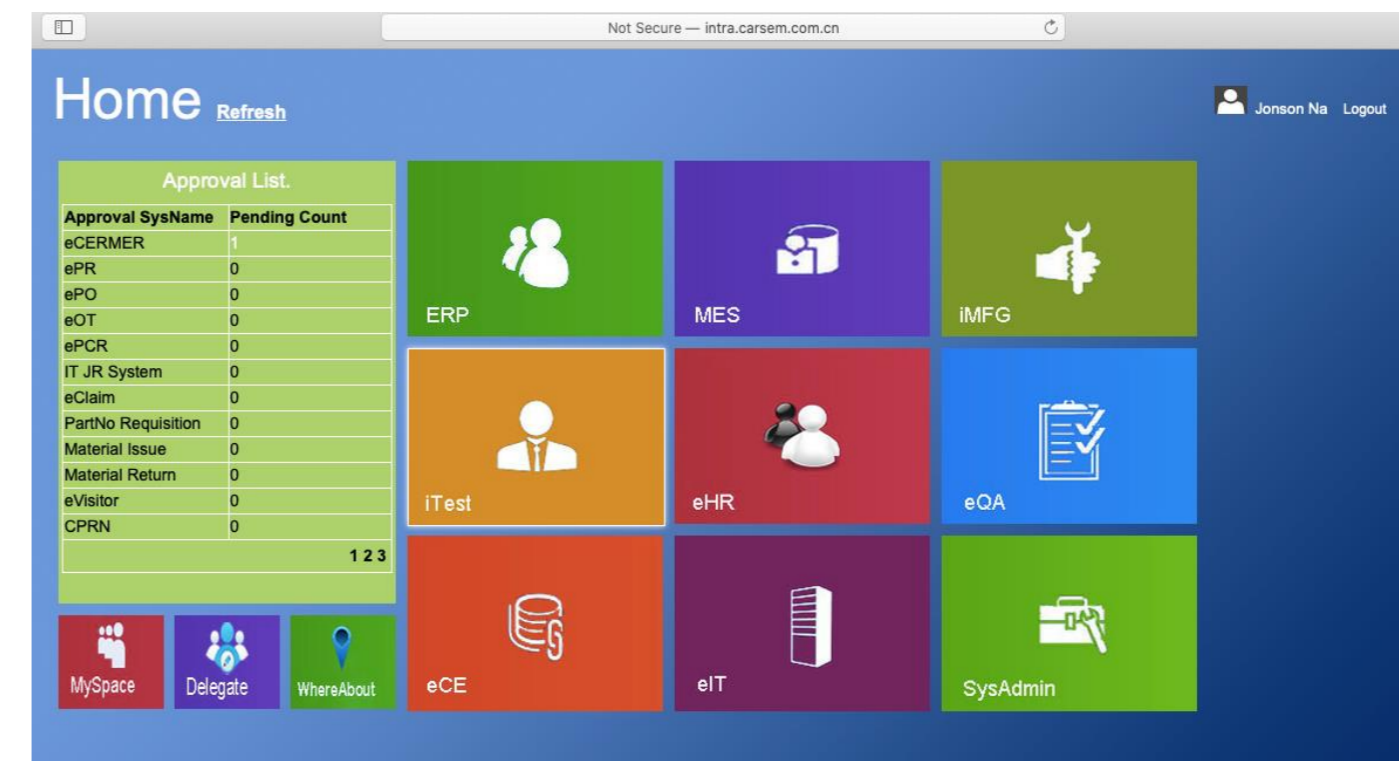 Not Secure — intra.carsem.com.cn
Home Refresh
Jonson Na Logout
Approval List.
Approval SysName Pending Count
eCERMER 1
ePR 0
ePO 0
eOT 0
ePCR 0
IT JR System 0
eClaim 0
PartNo Requisition 0
Material Issue 0
Material Return 0
eVisitor 0
CPRN 0
1 2 3
MySpace
Delegate
WhereAbout
ERP
MES
iMFG
iTest
eHR
eQA
eCE
eIT
SysAdmin